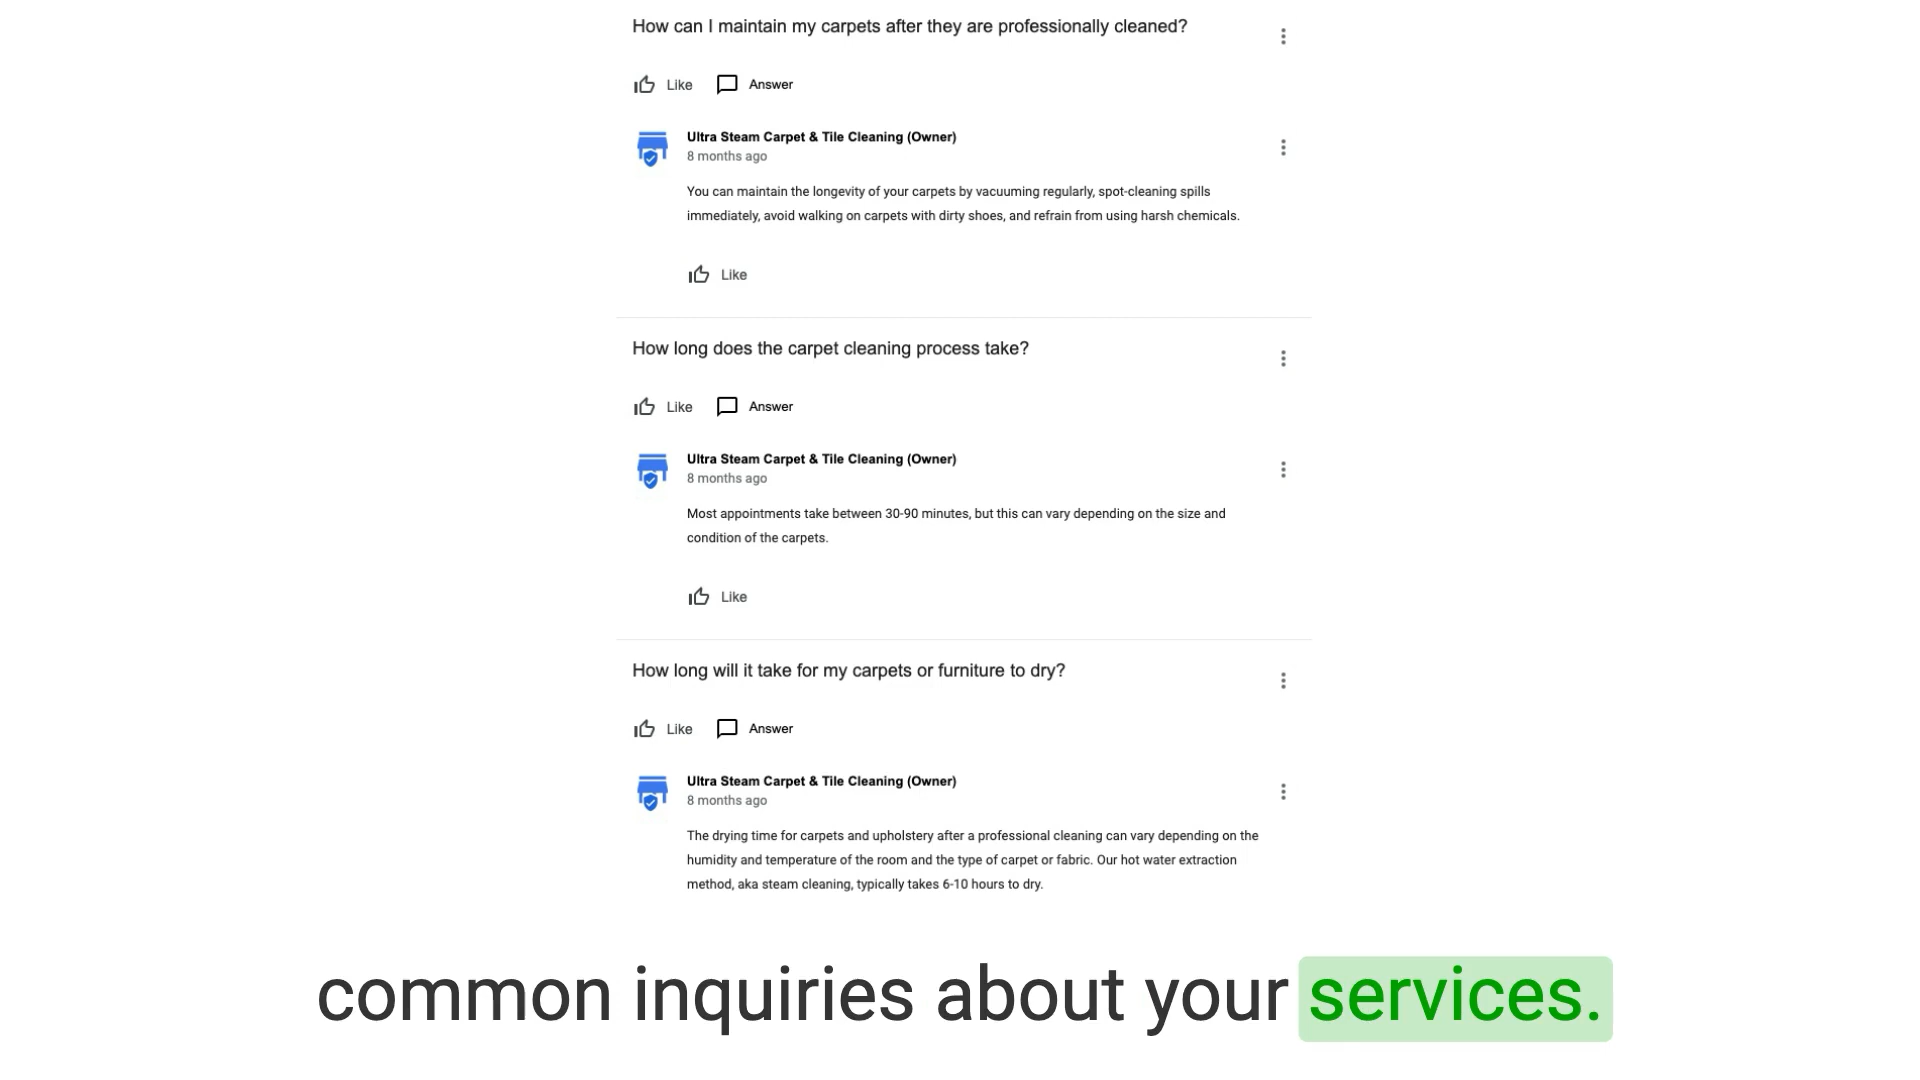 How can I maintain my carpets after they are professionally cleaned?
Like Answer
Ultra Steam Carpet & Tile Cleaning (Owner)
8 months ago
You can maintain the longevity of your carpets by vacuuming regularly, spot-cleaning spills
immediately, avoid walking on carpets with dirty shoes, and refrain from using harsh chemicals.
Like
How long does the carpet cleaning process take?
Like Answer
Ultra Steam Carpet & Tile Cleaning (Owner)
8 months ago
Most appointments take between 30-90 minutes, but this can vary depending on the size and
condition of the carpets.
Like
How long will it take for my carpets or furniture to dry?
Like Answer
Ultra Steam Carpet & Tile Cleaning (Owner)
8 months ago
The drying time for carpets and upholstery after a professional cleaning can vary depending on the
humidity and temperature of the room and the type of carpet or fabric. Our hot water extraction
method, aka steam cleaning, typically takes 6-10 hours to dry.
common inquiries about your services.